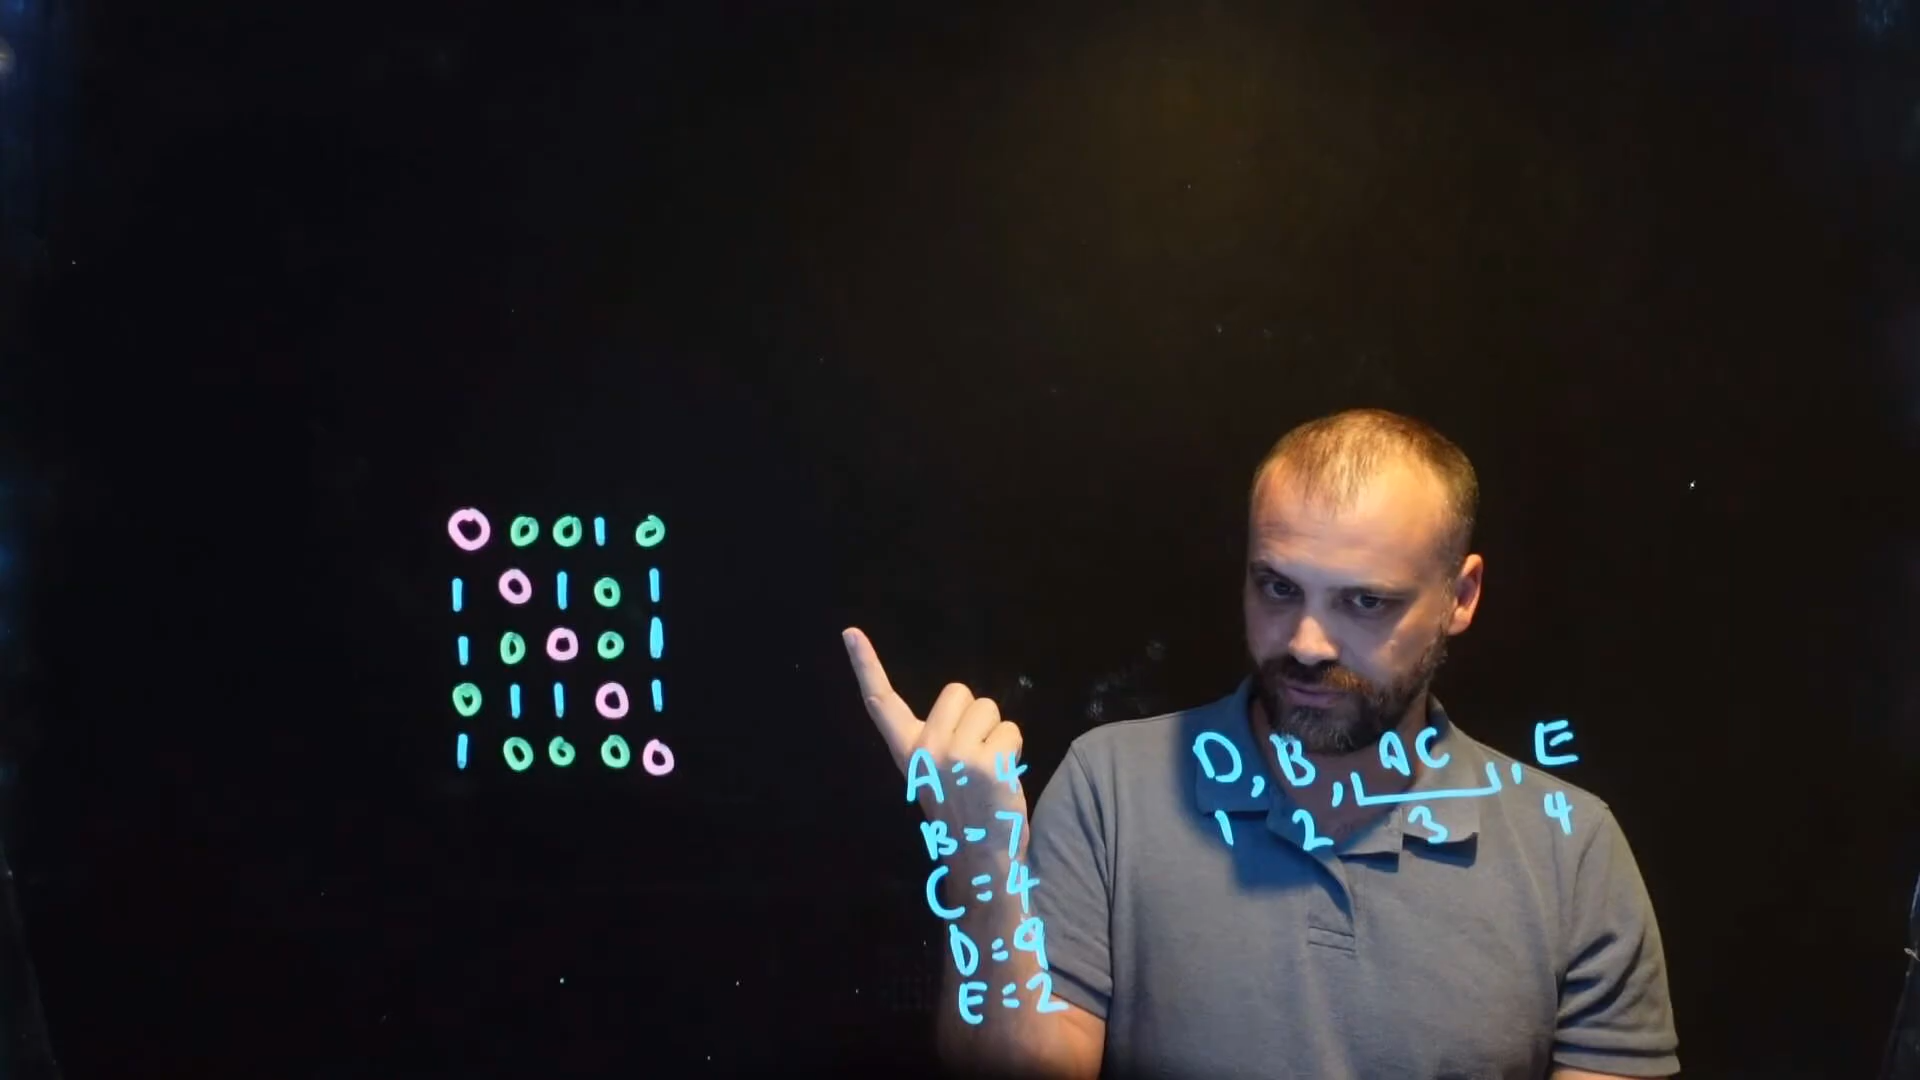 0 0 0 1 0
1 0 1 0 1
1 0 0 0 1
0 1 1 0 1
1 0 0 0 0
A = 4
B = 7
C = 4
D = 9
E = 2
D, B, AC, E
1 2 3 4